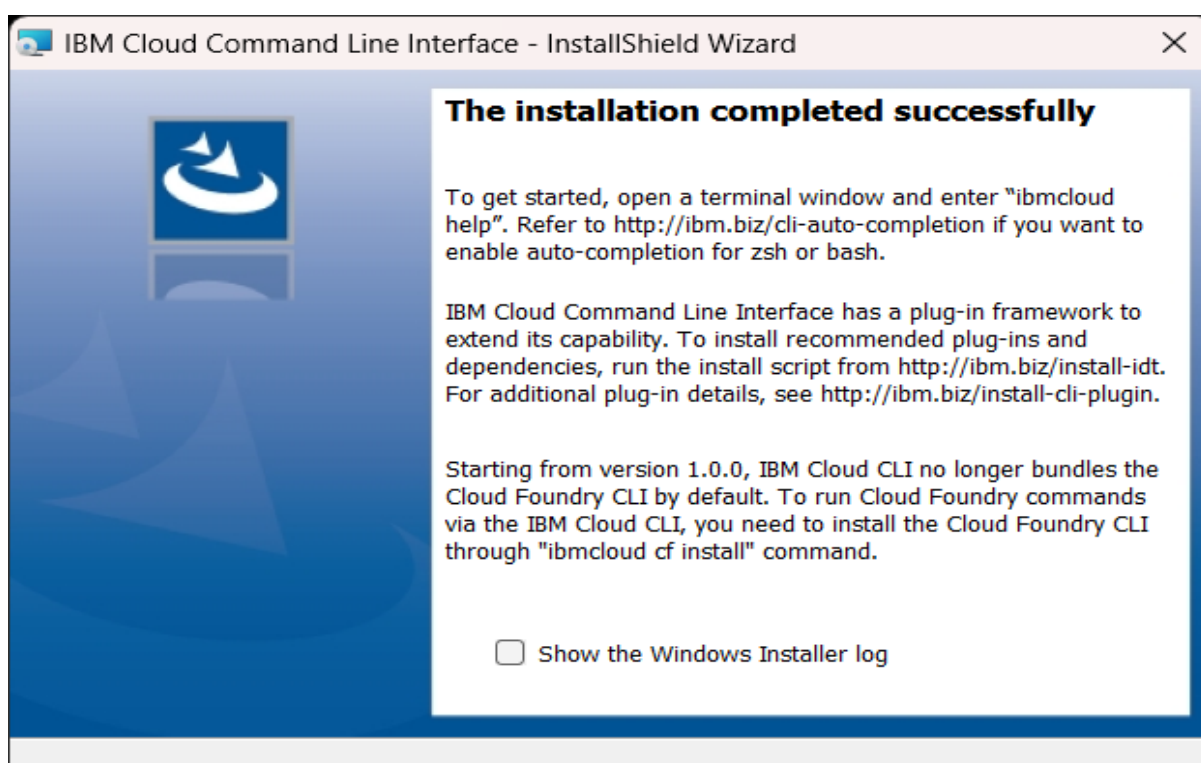 IBM Cloud Command Line Interface - InstallShield Wizard
The installation completed successfully
To get started, open a terminal window and enter “ibmcloud
help”. Refer to http://ibm.biz/cli-auto-completion if you want to
enable auto-completion for zsh or bash.
IBM Cloud Command Line Interface has a plug-in framework to
extend its capability. To install recommended plug-ins and
dependencies, run the install script from http://ibm.biz/install-idt.
For additional plug-in details, see http://ibm.biz/install-cli-plugin.
Starting from version 1.0.0, IBM Cloud CLI no longer bundles the
Cloud Foundry CLI by default. To run Cloud Foundry commands
via the IBM Cloud CLI, you need to install the Cloud Foundry CLI
through "ibmcloud cf install" command.
Show the Windows Installer log